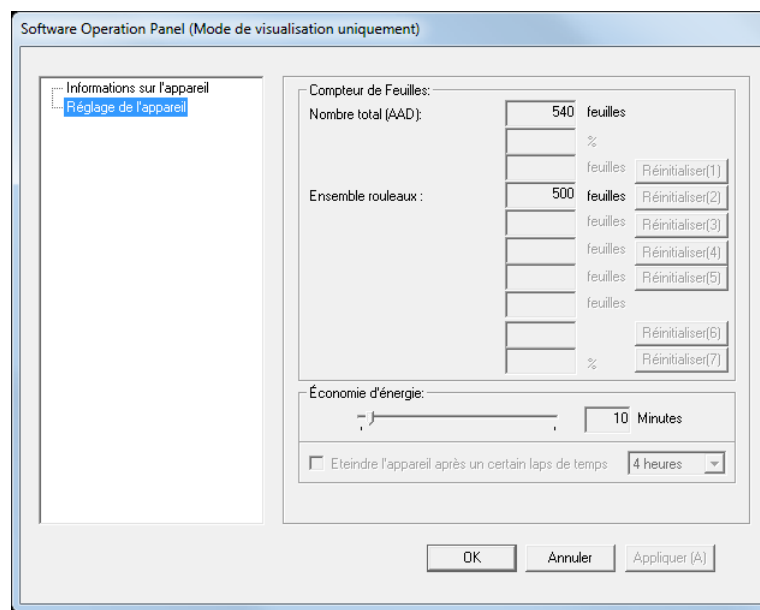 Software Operation Panel (Mode de visualisation uniquement)
Informations sur l'appareil
Réglage de l'appareil
Compteur de Feuilles:
Nombre total (AAD): 540 feuilles
%
feuilles Réinitialiser(1)
Ensemble rouleaux : 500 feuilles Réinitialiser(2)
feuilles Réinitialiser(3)
feuilles Réinitialiser(4)
feuilles Réinitialiser(5)
feuilles
Réinitialiser(6)
% Réinitialiser(7)
Économie d'énergie:
10 Minutes
Eteindre l'appareil après un certain laps de temps 4 heures
OK Annuler Appliquer (A)